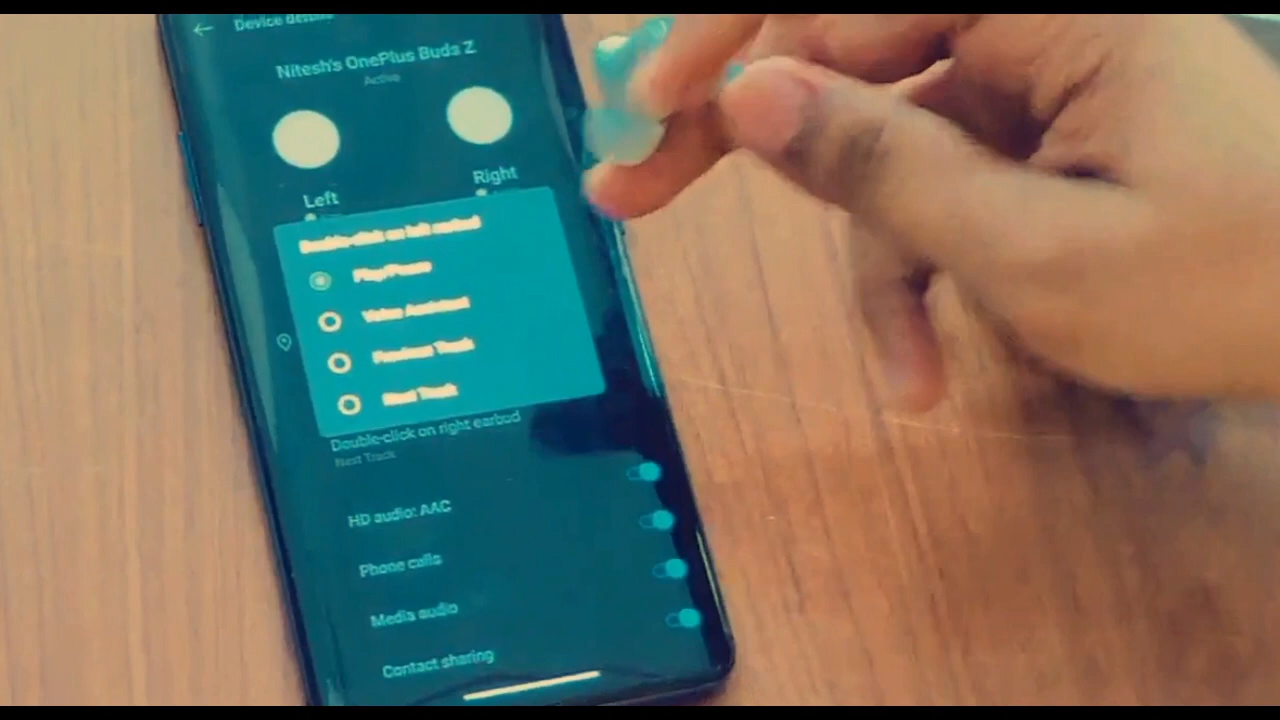 Device details
Nitesh's OnePlus Buds Z
Active
Left
Right
Double-click on left earbud
Play/Pause
Voice Assistant
Previous Track
Next Track
Double-click on right earbud
Next Track
HD audio: AAC
Phone calls
Media audio
Contact sharing